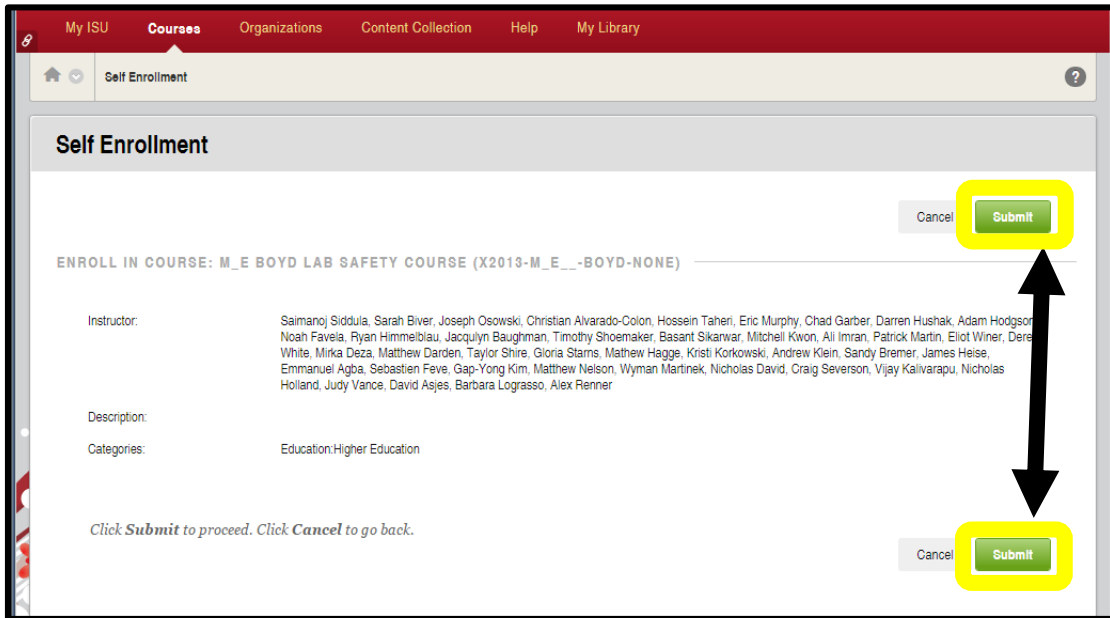 My ISU Courses Organizations Content Collection Help My Library
Self Enrollment
Self Enrollment
Cancel Submit
ENROLL IN COURSE: M_E BOYD LAB SAFETY COURSE (X2013-M_E__-BOYD-NONE)
Instructor: Saimanoj Siddula, Sarah Biver, Joseph Osowski, Christian Alvarado-Colon, Hossein Taheri, Eric Murphy, Chad Garber, Darren Hushak, Adam Hodgson
Noah Favela, Ryan Himmelblau, Jacqulyn Baughman, Timothy Shoemaker, Basant Sikarwar, Mitchell Kwon, Ali Imran, Patrick Martin, Eliot Winer, Dere
White, Mirka Deza, Matthew Darden, Taylor Shire, Gloria Starns, Mathew Hagge, Kristi Korkowski, Andrew Klein, Sandy Bremer, James Heise,
Emmanuel Agba, Sebastien Feve, Gap-Yong Kim, Matthew Nelson, Wyman Martinek, Nicholas David, Craig Severson, Vijay Kalivarapu, Nicholas
Holland, Judy Vance, David Asjes, Barbara Lograsso, Alex Renner
Description:
Categories: Education:Higher Education
Click Submit to proceed. Click Cancel to go back.
Cancel Submit